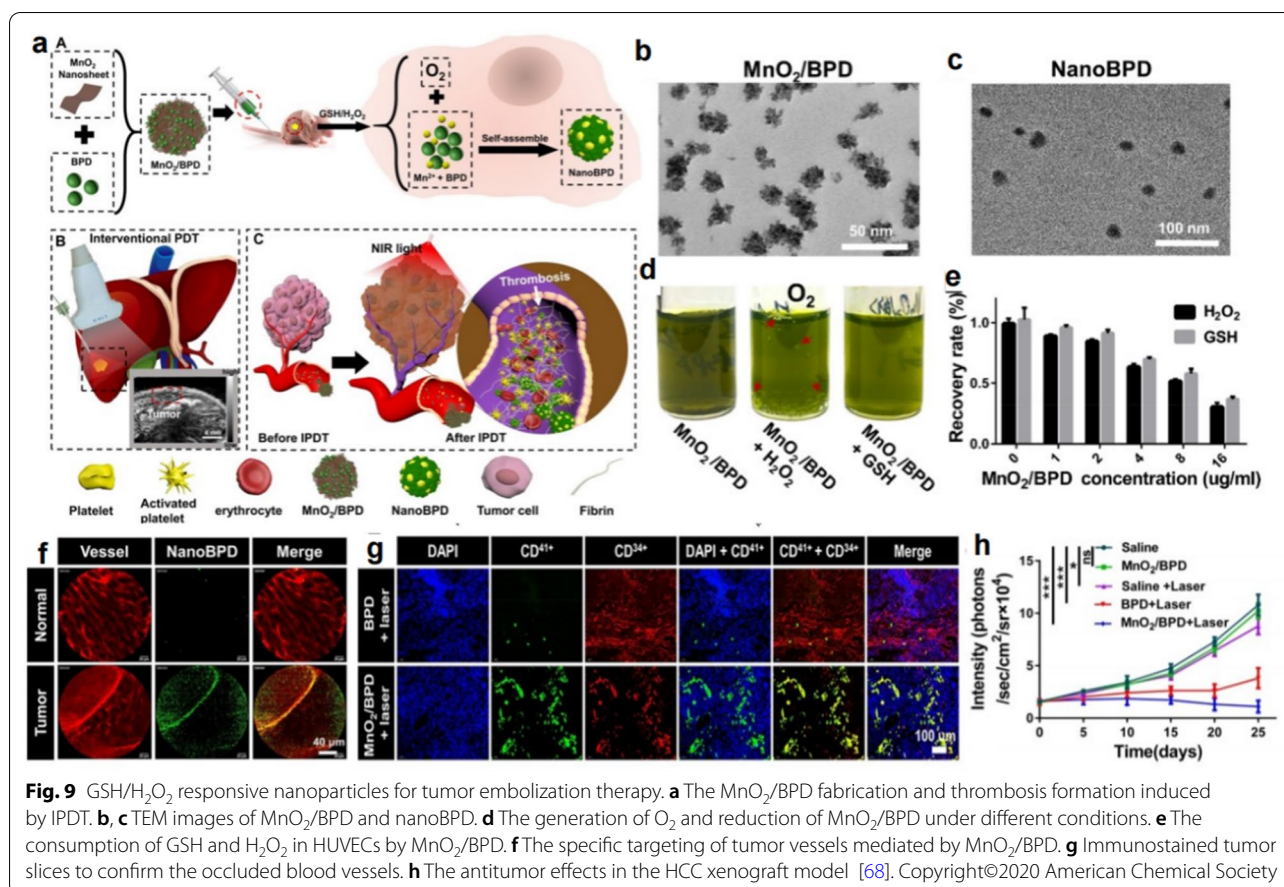 a
A
MnO₂
Nanosheet
BPD
MnO₂/BPD
GSH/H₂O₂
O₂
Mn²⁺ + BPD
Self-assemble
NanoBPD
B
Interventional PDT
Tumor
C
NIR light
Thrombosis
Before IPDT
After IPDT
Platelet
Activated
platelet
erythrocyte
MnO₂/BPD
NanoBPD
Tumor cell
Fibrin
b
MnO₂/BPD
50 nm
c
NanoBPD
100 nm
d
O₂
MnO₂/BPD
MnO₂/BPD
+ H₂O₂
MnO₂/BPD
+ GSH
e
Recovery rate (%)
1.0
0.5
0.0
H₂O₂
GSH
0 1 2 4 8 16
MnO₂/BPD concentration (ug/ml)
f
Vessel NanoBPD Merge
Normal
Tumor
40 μm
g
DAPI CD⁴¹⁺ CD³⁴⁺ DAPI + CD⁴¹⁺ CD⁴¹⁺ + CD³⁴⁺ Merge
BPD
+ laser
MnO₂/BPD
+ laser
100 μm
h
Intensity (photons
/sec/cm²/sr×10⁴)
15
10
5
0
*** *** * ns
Saline
MnO₂/BPD
Saline +Laser
BPD+Laser
MnO₂/BPD+Laser
0 5 10 15 20 25
Time(days)
Fig. 9 GSH/H₂O₂ responsive nanoparticles for tumor embolization therapy. a The MnO₂/BPD fabrication and thrombosis formation induced
by IPDT. b, c TEM images of MnO₂/BPD and nanoBPD. d The generation of O₂ and reduction of MnO₂/BPD under different conditions. e The
consumption of GSH and H₂O₂ in HUVECs by MnO₂/BPD. f The specific targeting of tumor vessels mediated by MnO₂/BPD. g Immunostained tumor
slices to confirm the occluded blood vessels. h The antitumor effects in the HCC xenograft model [68]. Copyright©2020 American Chemical Society